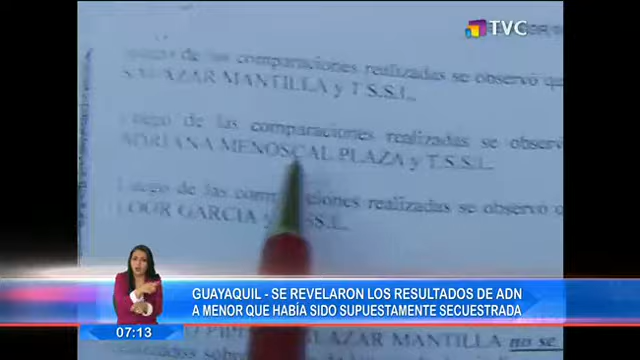 TVC
de las comparaciones realizadas se observó
SALAZAR MANTILLA y T.S.S.L.
Luego de las comparaciones realizadas se observ
ADRIANA MENOSCAL PLAZA y T.S.S.L.
Luego de las realizadas se observó
LOOR GARCIA
GUAYAQUIL - SE REVELARON LOS RESULTADOS DE ADN
A MENOR QUE HABÍA SIDO SUPUESTAMENTE SECUESTRADA
07:13
MANTILLA no se